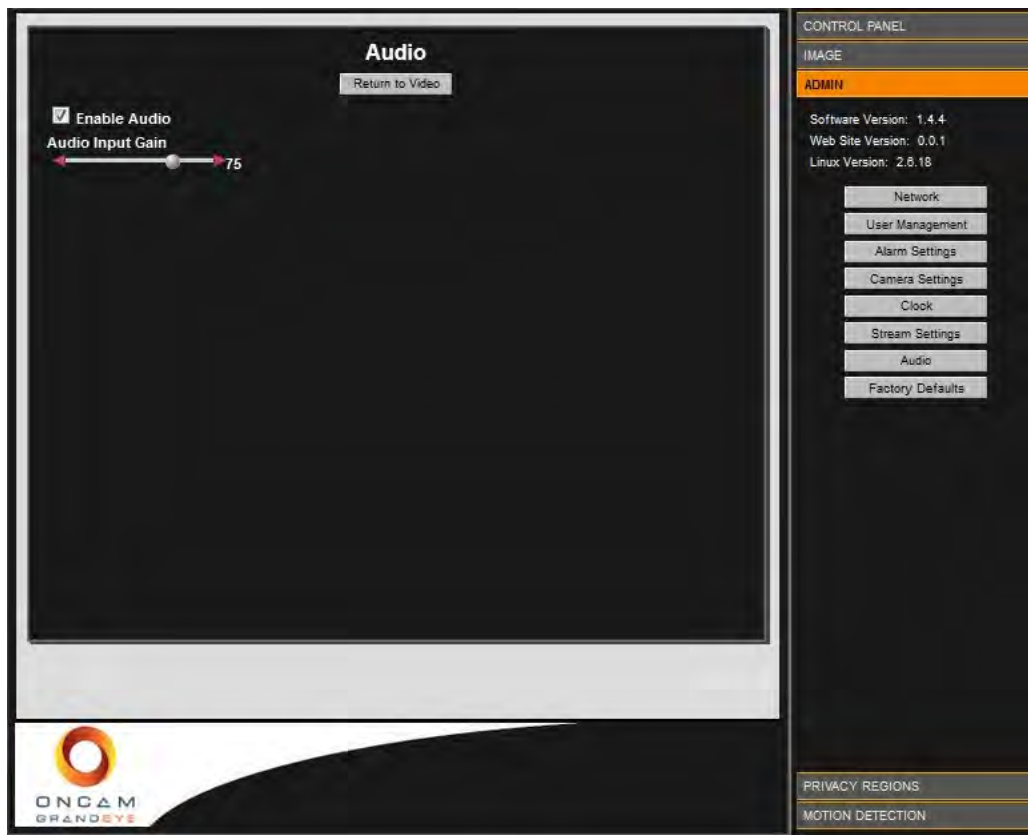 Audio
Return to Video
Enable Audio
Audio Input Gain
75
CONTROL PANEL
IMAGE
ADMIN
Software Version: 1.4.4
Web Site Version: 0.0.1
Linux Version: 2.6.18
Network
User Management
Alarm Settings
Camera Settings
Clock
Stream Settings
Audio
Factory Defaults
PRIVACY REGIONS
MOTION DETECTION
ONCAM
GRANDEYE